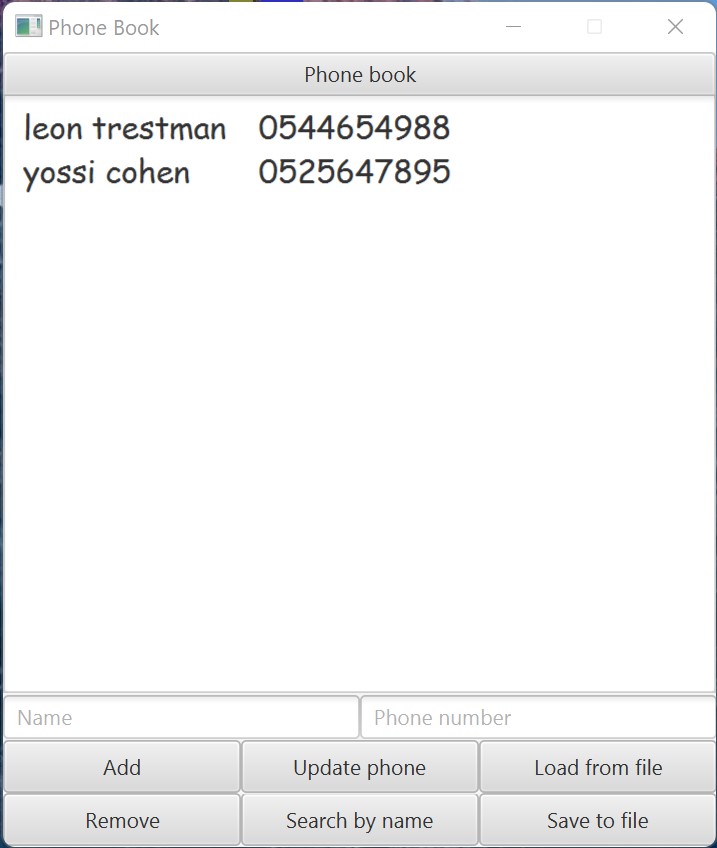 Phone Book
Phone book
leon trestman 0544654988
yossi cohen 0525647895
Name Phone number
Add Update phone Load from file
Remove Search by name Save to file